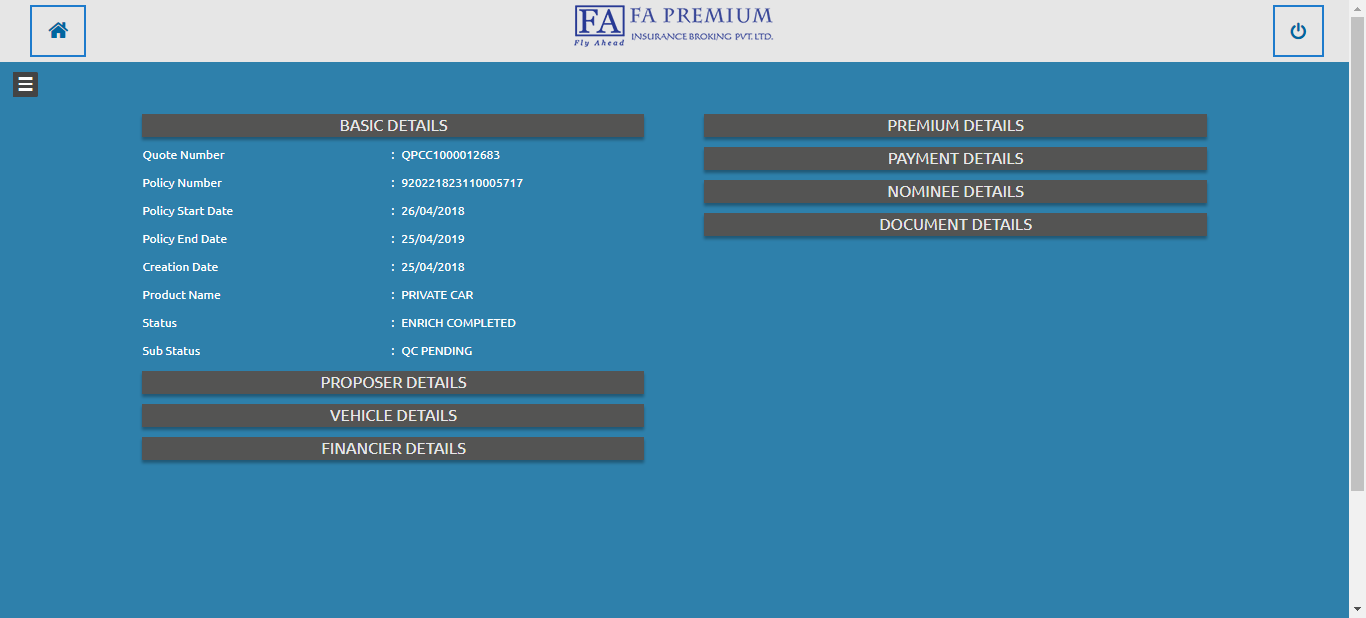 FA
Fly Ahead
FA PREMIUM
INSURANCE BROKING PVT. LTD.
BASIC DETAILS
Quote Number : QPCC1000012683
Policy Number : 920221823110005717
Policy Start Date : 26/04/2018
Policy End Date : 25/04/2019
Creation Date : 25/04/2018
Product Name : PRIVATE CAR
Status : ENRICH COMPLETED
Sub Status : QC PENDING
PROPOSER DETAILS
VEHICLE DETAILS
FINANCIER DETAILS
PREMIUM DETAILS
PAYMENT DETAILS
NOMINEE DETAILS
DOCUMENT DETAILS